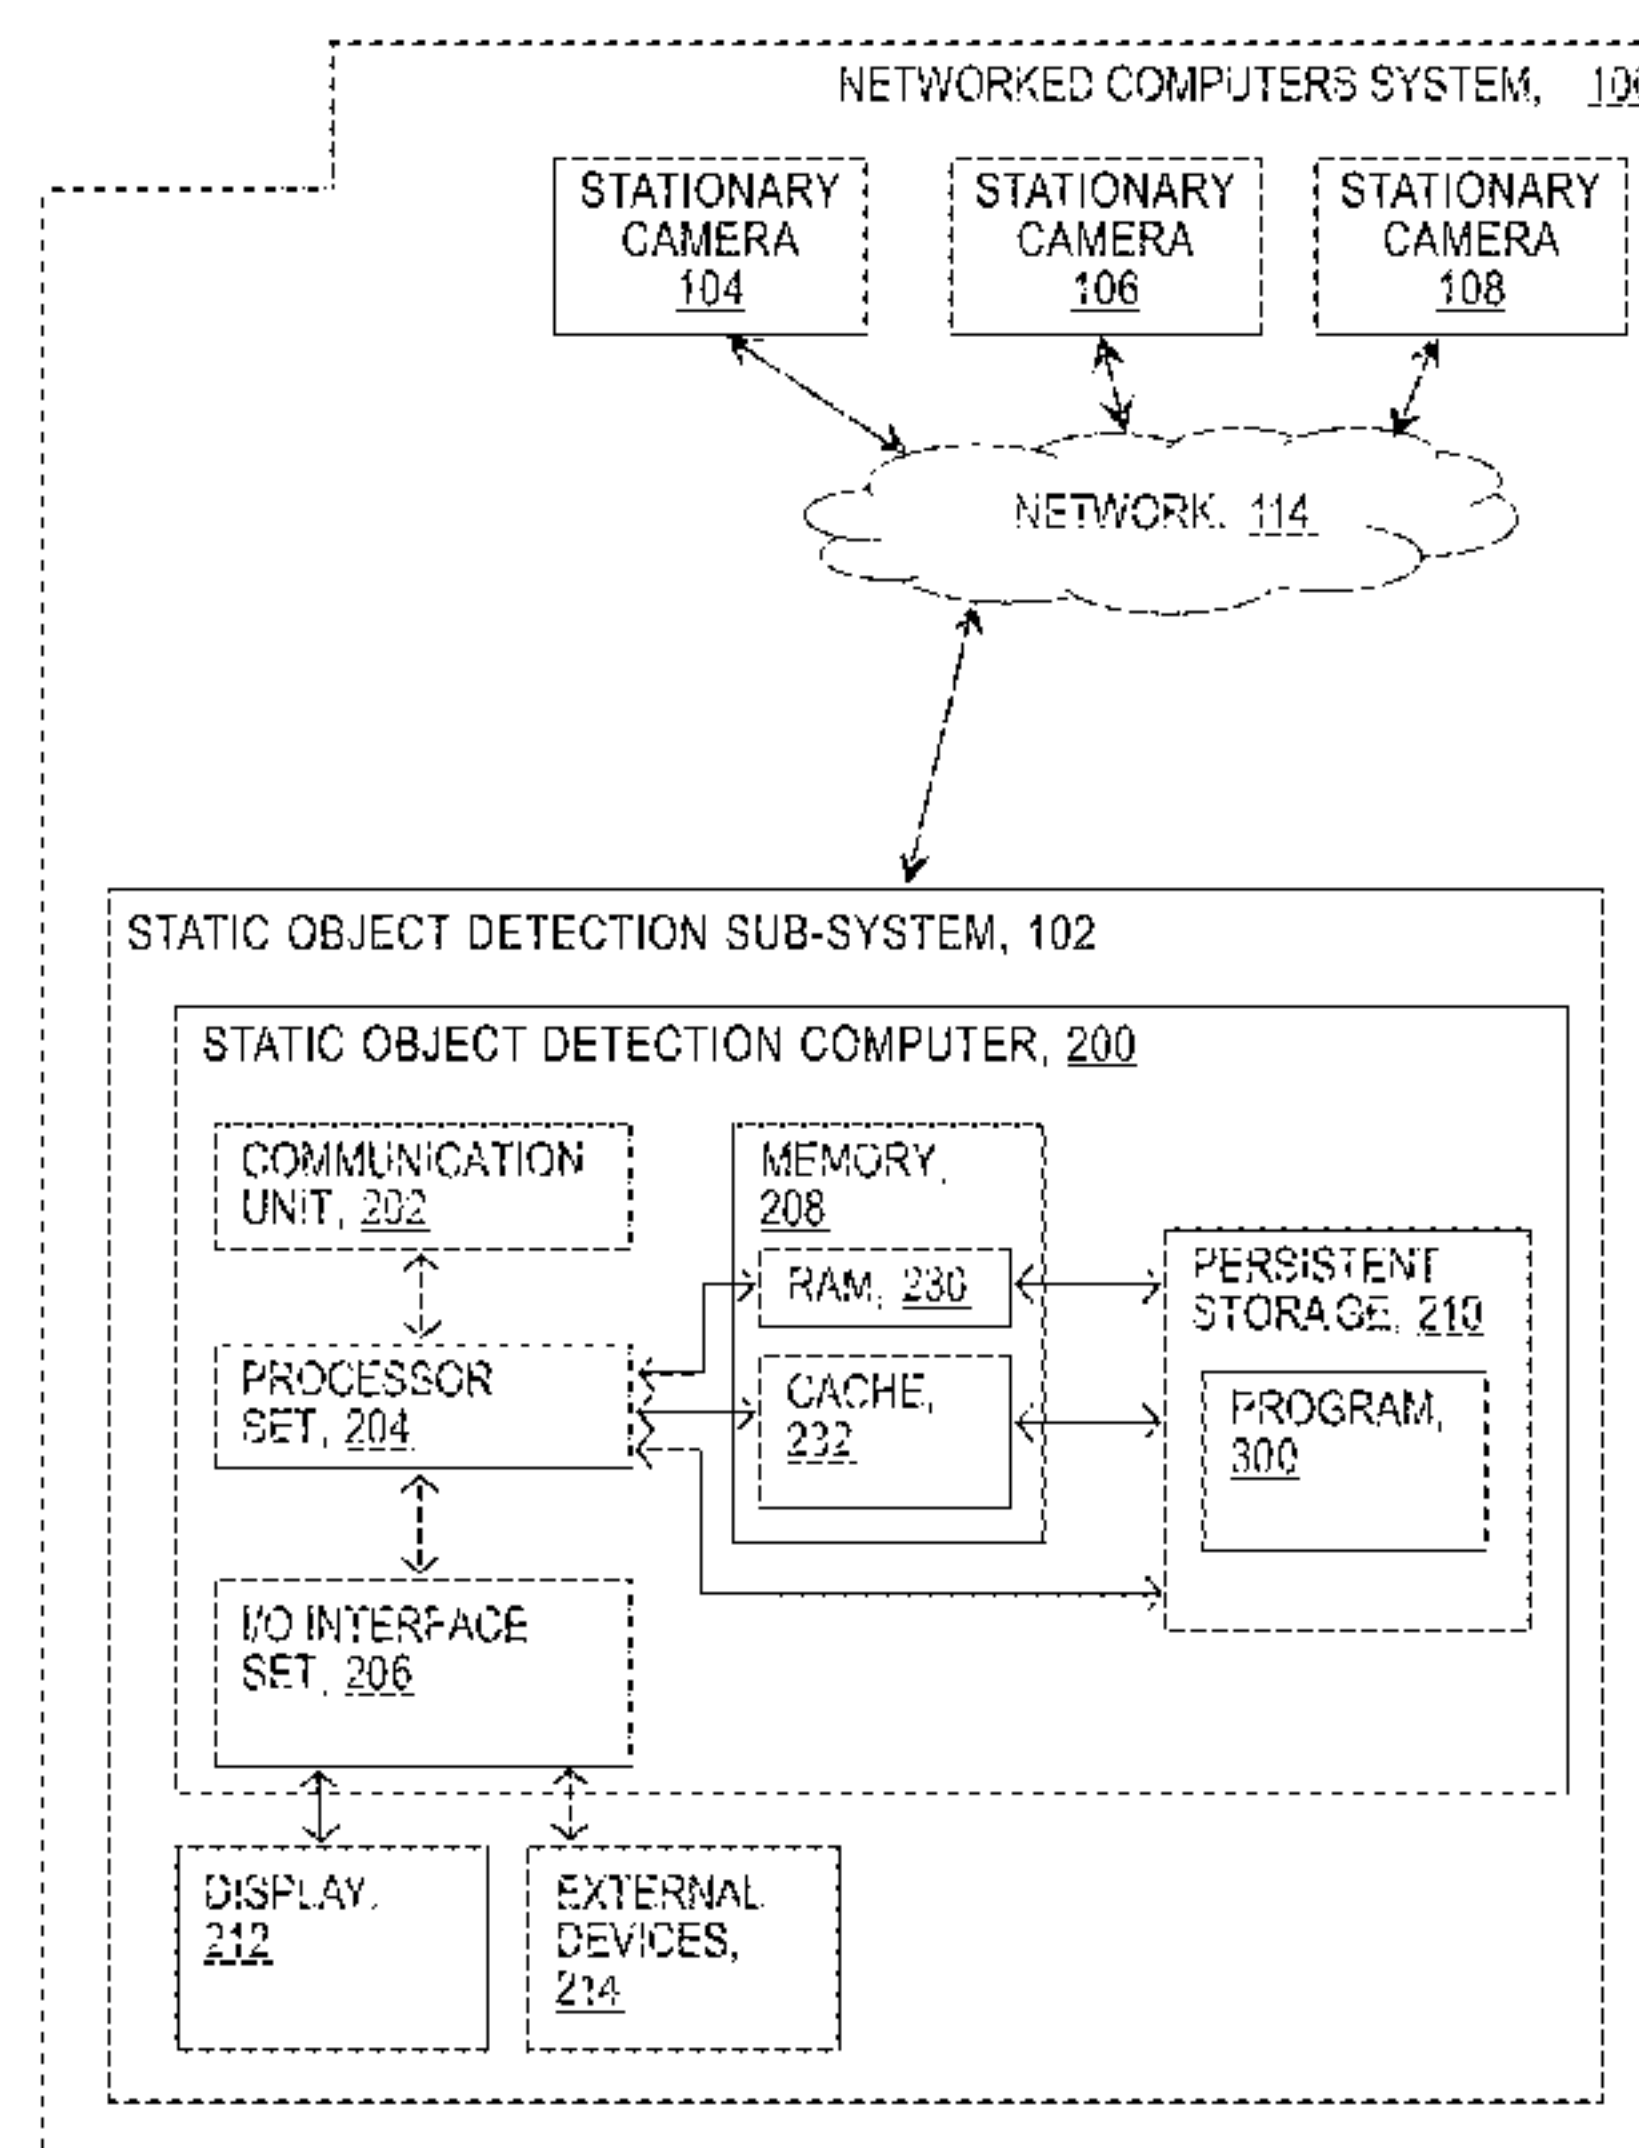 NETWORKED COMPUTERS SYSTEM, 100
STATIONARY
CAMERA
104
STATIONARY
CAMERA
106
STATIONARY
CAMERA
108
NETWORK, 114
STATIC OBJECT DETECTION SUB-SYSTEM, 102
STATIC OBJECT DETECTION COMPUTER, 200
COMMUNICATION
UNIT, 202
MEMORY,
208
RAM, 230
PERSISTENT
STORAGE, 210
PROCESSOR
SET, 204
CACHE,
232
PROGRAM,
300
I/O INTERFACE
SET, 206
DISPLAY,
212
EXTERNAL
DEVICES,
214